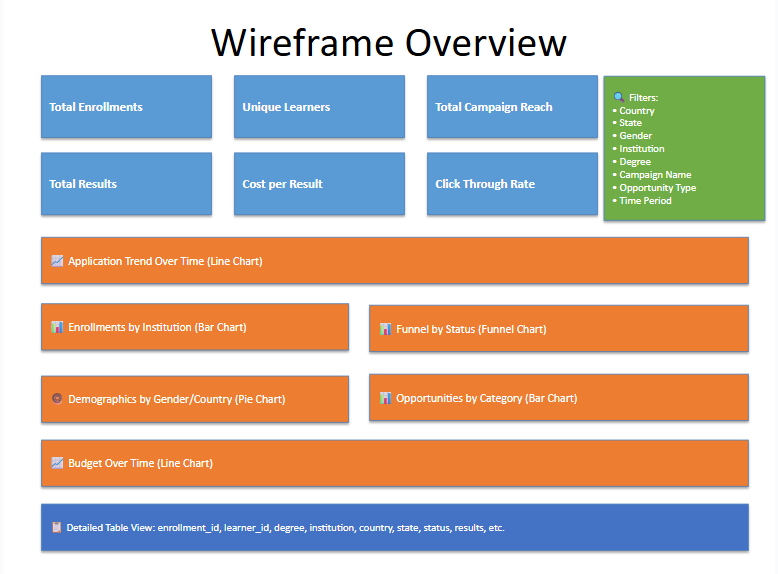 Wireframe Overview
Total Enrollments
Unique Learners
Total Campaign Reach
Total Results
Cost per Result
Click Through Rate
Filters:
• Country
• State
• Gender
• Institution
• Degree
• Campaign Name
• Opportunity Type
• Time Period
Application Trend Over Time (Line Chart)
Enrollments by Institution (Bar Chart)
Funnel by Status (Funnel Chart)
Demographics by Gender/Country (Pie Chart)
Opportunities by Category (Bar Chart)
Budget Over Time (Line Chart)
Detailed Table View: enrollment_id, learner_id, degree, institution, country, state, status, results, etc.